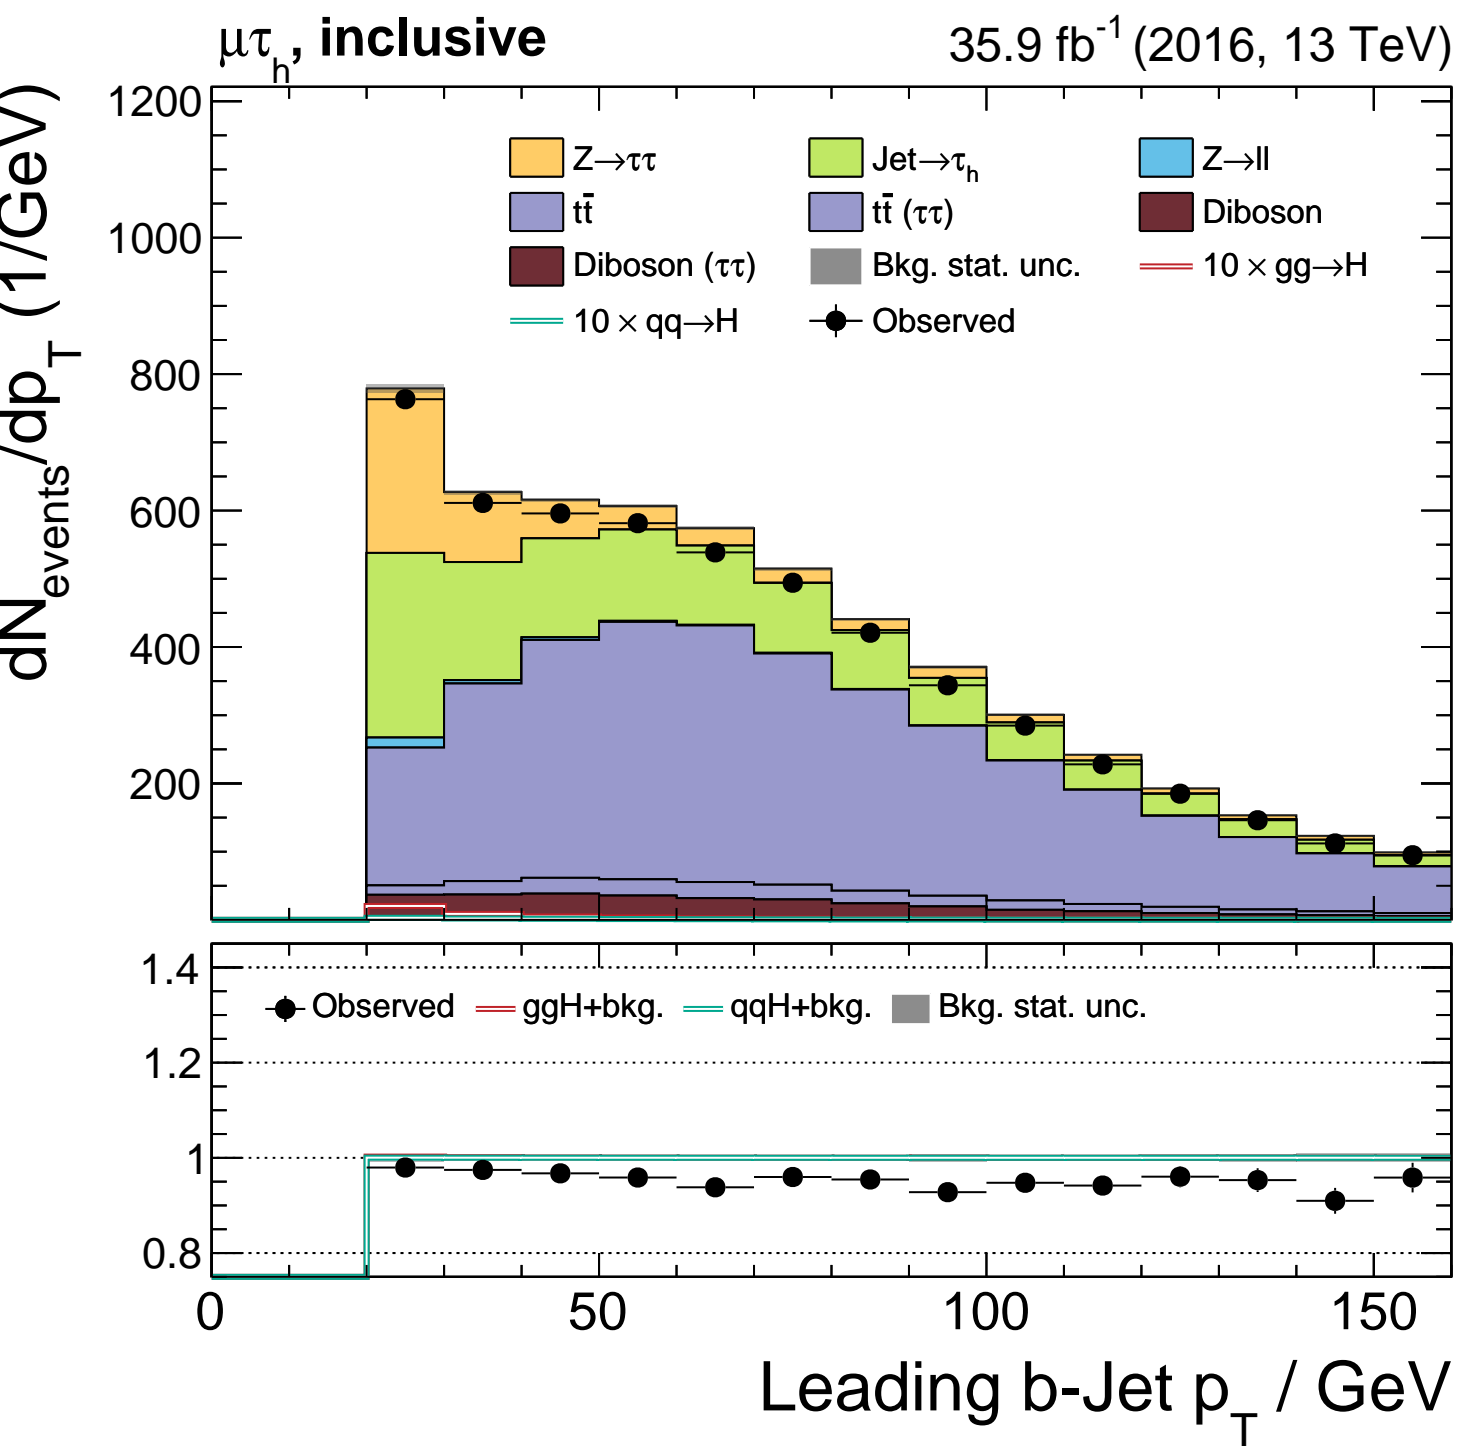 μτh, inclusive 35.9 fb-1 (2016, 13 TeV)
dNevents/dpT (1/GeV)
1200
1000
800
600
400
200
Z→ττ Jet→τh Z→ll
tt̄ tt̄ (ττ) Diboson
Diboson (ττ) Bkg. stat. unc. 10 × gg→H
10 × qq→H Observed
1.4
1.2
1
0.8
Observed ggH+bkg. qqH+bkg. Bkg. stat. unc.
0 50 100 150
Leading b-Jet pT / GeV